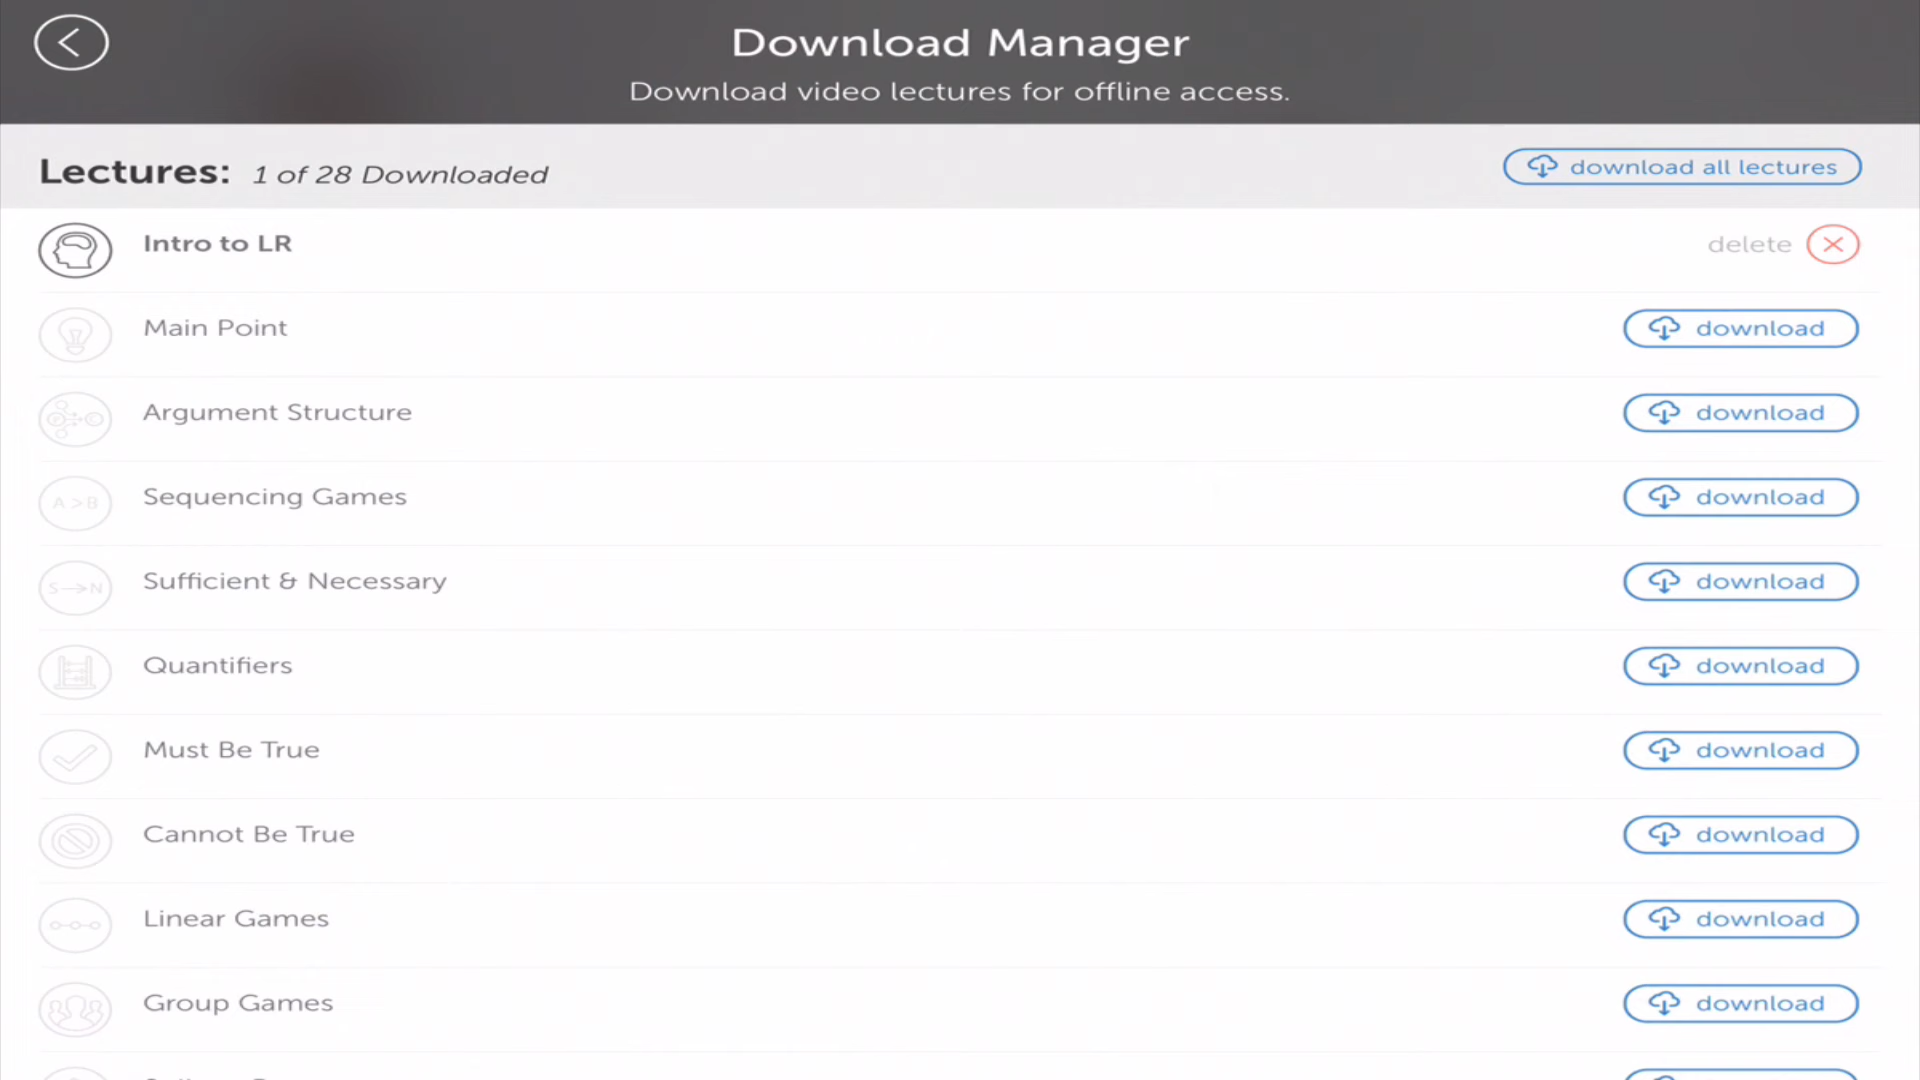 Download Manager
Download video lectures for offline access.
Lectures: 1 of 28 Downloaded
download all lectures
Intro to LR
delete
Main Point
download
Argument Structure
download
A > B
Sequencing Games
download
S → N
Sufficient & Necessary
download
Quantifiers
download
Must Be True
download
Cannot Be True
download
Linear Games
download
Group Games
download